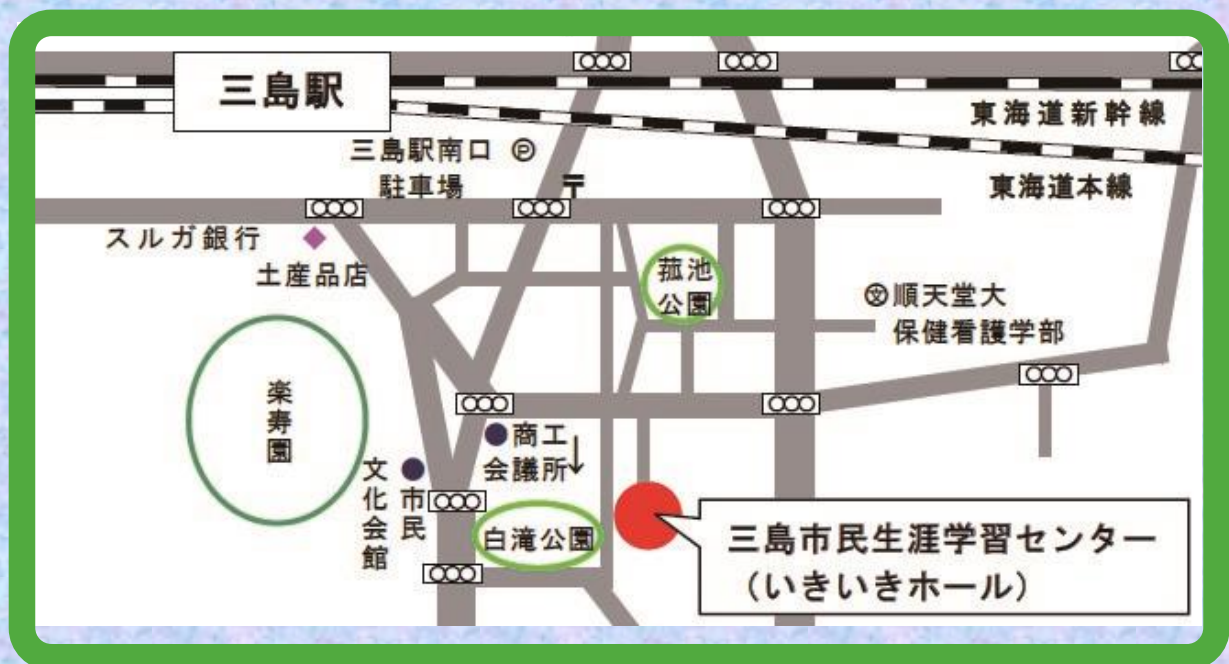 三島駅
東海道新幹線
三島駅南口 Ⓟ
駐車場
〒
東海道本線
スルガ銀行
土産品店
菰池
公園
㊫順天堂大
保健看護学部
楽寿園
商工
会議所
市民
文化会館
白滝公園
三島市民生涯学習センター
（いきいきホール）